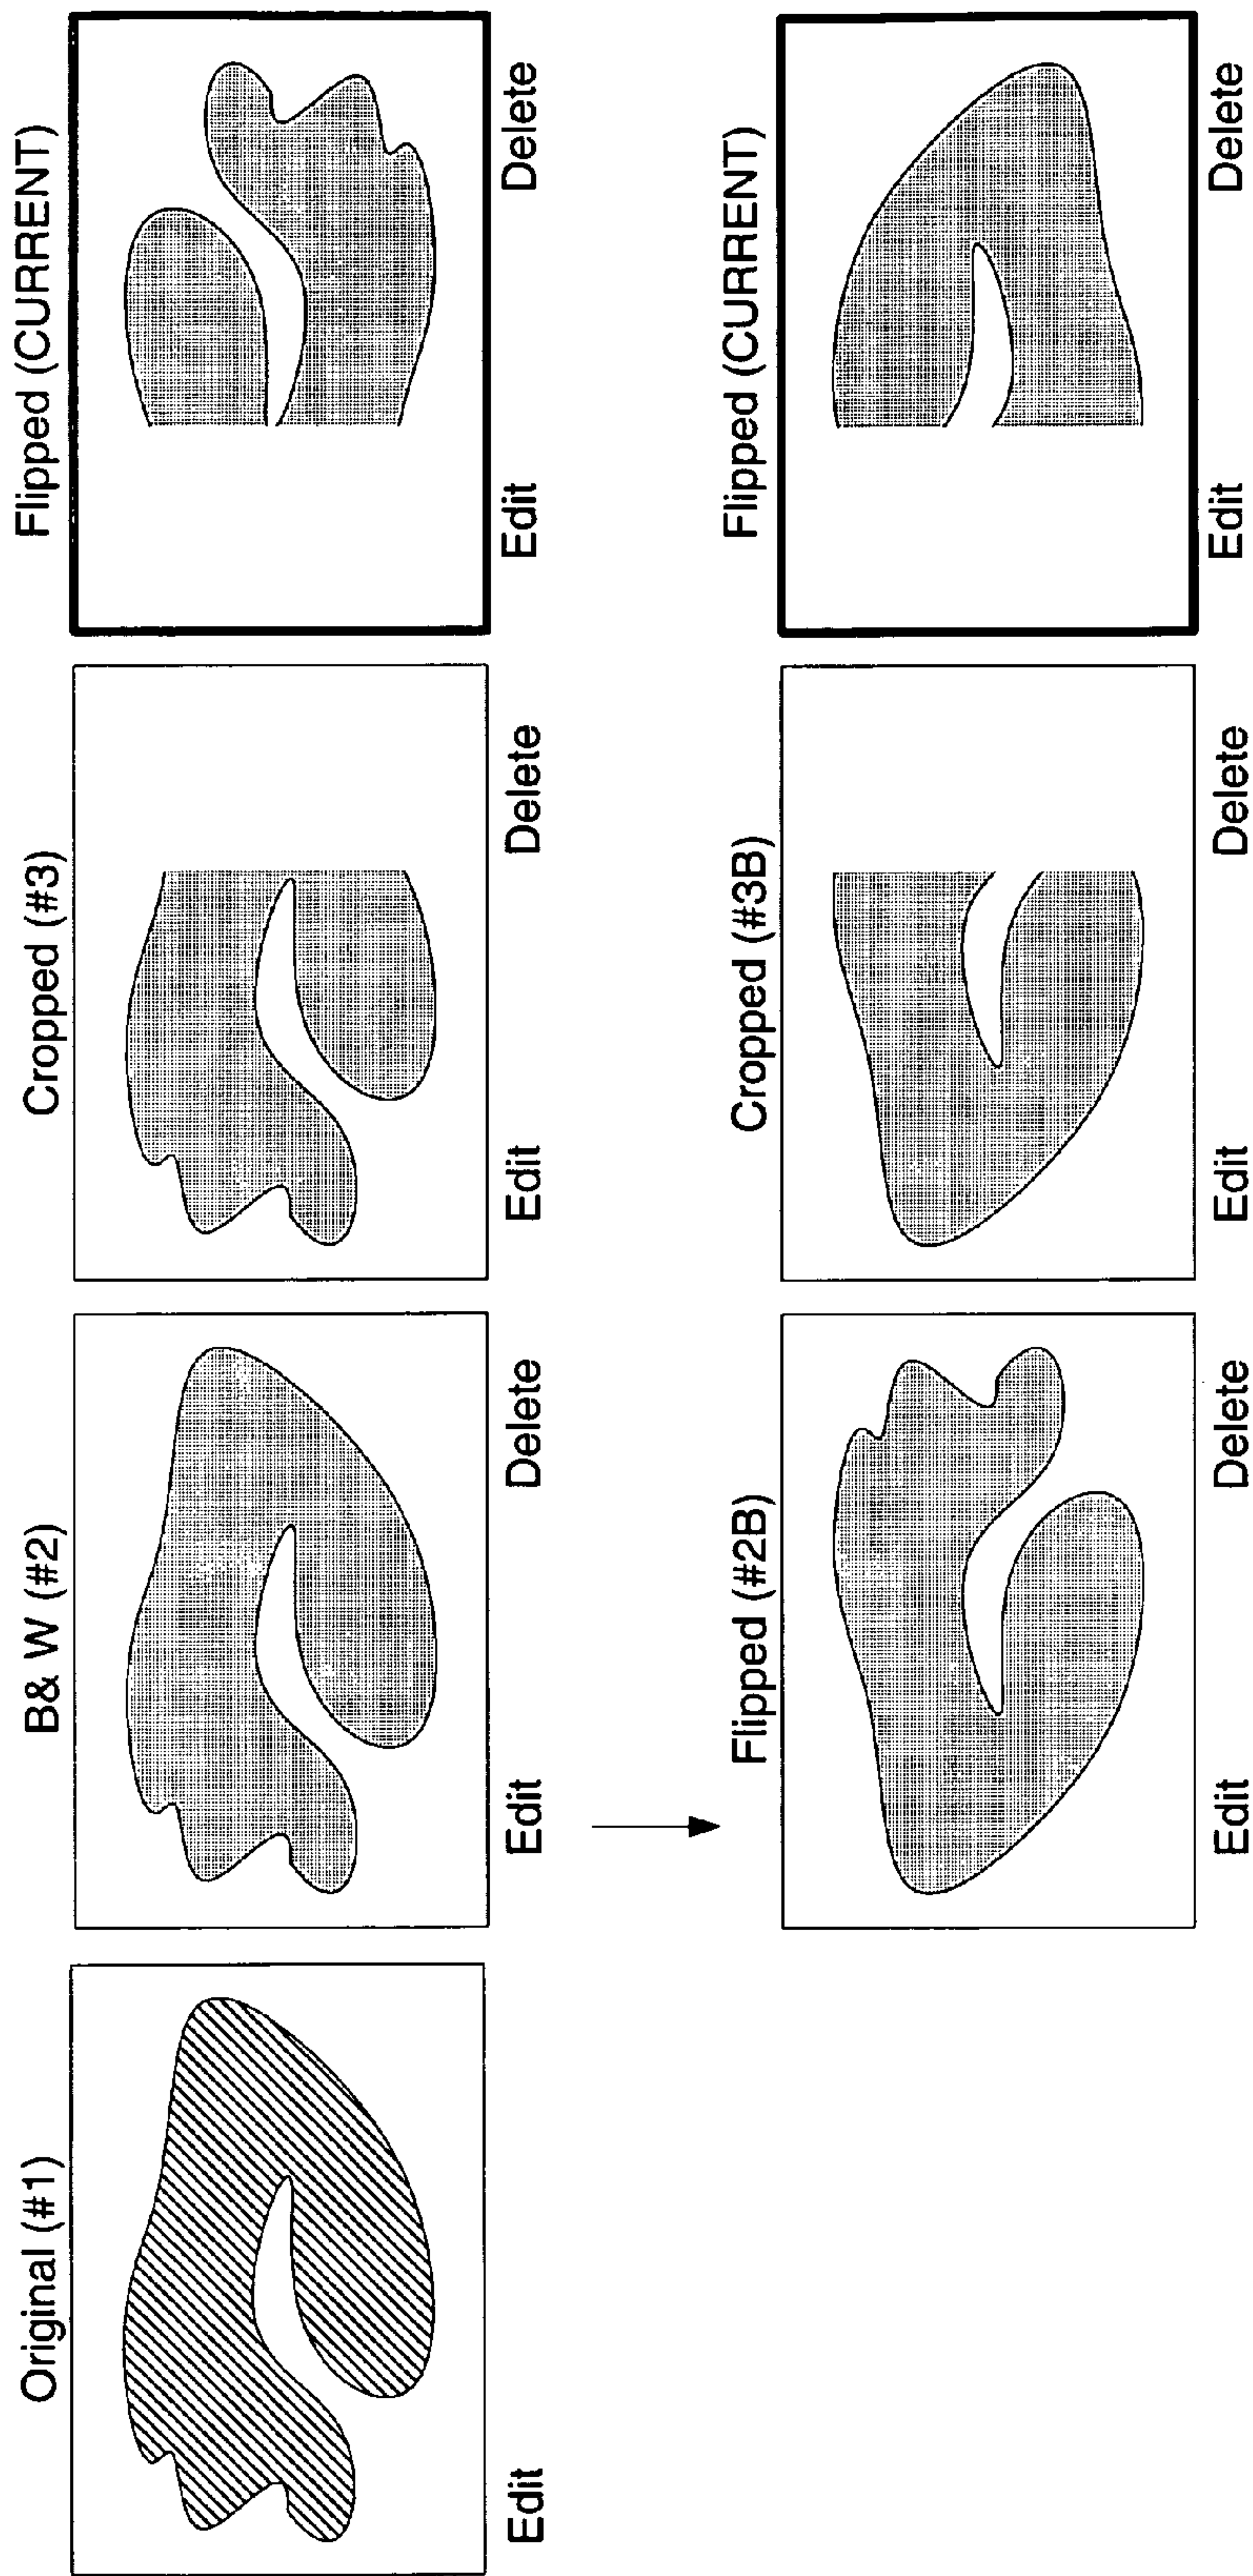 Original (#1)
B& W (#2)
Cropped (#3)
Flipped (CURRENT)
Edit
Edit Delete
Edit Delete
Edit Delete
Flipped (#2B)
Cropped (#3B)
Flipped (CURRENT)
Edit Delete
Edit Delete
Edit Delete